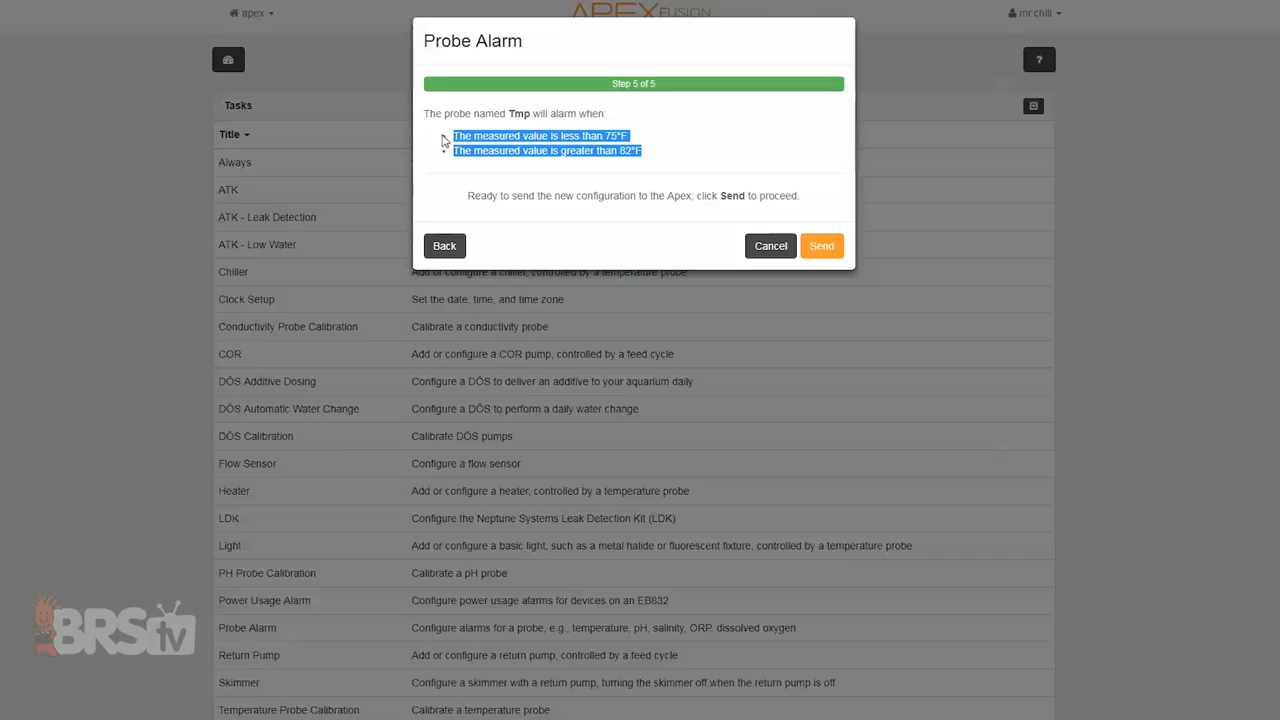 apex
APEX FUSION
mr.chili
Probe Alarm
Step 5 of 5
The probe named Tmp will alarm when:
• The measured value is less than 75°F
• The measured value is greater than 82°F
Ready to send the new configuration to the Apex; click Send to proceed.
Back
Cancel
Send
?
Tasks
Title
Always
ATK
ATK - Leak Detection
ATK - Low Water
Chiller Add or configure a chiller, controlled by a temperature probe
Clock Setup Set the date, time, and time zone
Conductivity Probe Calibration Calibrate a conductivity probe
COR Add or configure a COR pump, controlled by a feed cycle
DŌS Additive Dosing Configure a DŌS to deliver an additive to your aquarium daily
DŌS Automatic Water Change Configure a DŌS to perform a daily water change
DŌS Calibration Calibrate DŌS pumps
Flow Sensor Configure a flow sensor
Heater Add or configure a heater, controlled by a temperature probe
LDK Configure the Neptune Systems Leak Detection Kit (LDK)
Light Add or configure a basic light, such as a metal halide or fluorescent fixture, controlled by a temperature probe
PH Probe Calibration Calibrate a pH probe
Power Usage Alarm Configure power usage alarms for devices on an EB832
Probe Alarm Configure alarms for a probe, e.g., temperature, pH, salinity, ORP, dissolved oxygen
Return Pump Add or configure a return pump, controlled by a feed cycle
Skimmer Configure a skimmer with a return pump, turning the skimmer off when the return pump is off
Temperature Probe Calibration Calibrate a temperature probe
BRStv